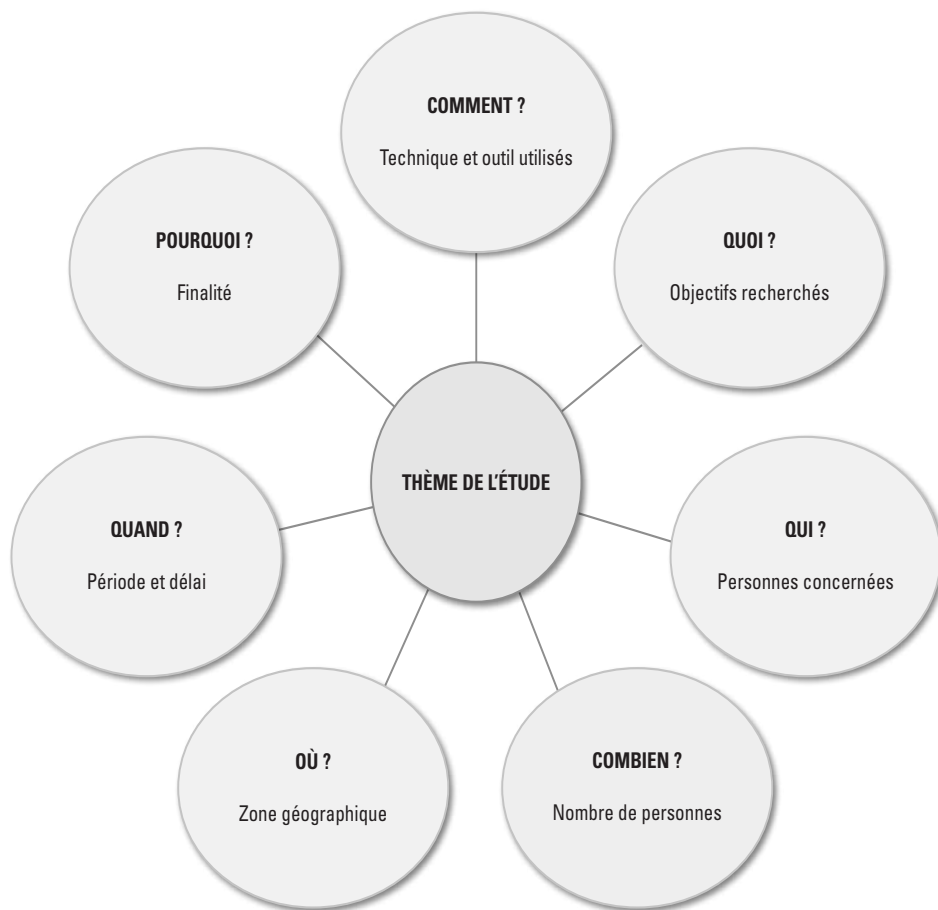 COMMENT ?
Technique et outil utilisés
POURQUOI ?
Finalité
QUOI ?
Objectifs recherchés
THÈME DE L'ÉTUDE
QUAND ?
Période et délai
QUI ?
Personnes concernées
OÙ ?
Zone géographique
COMBIEN ?
Nombre de personnes